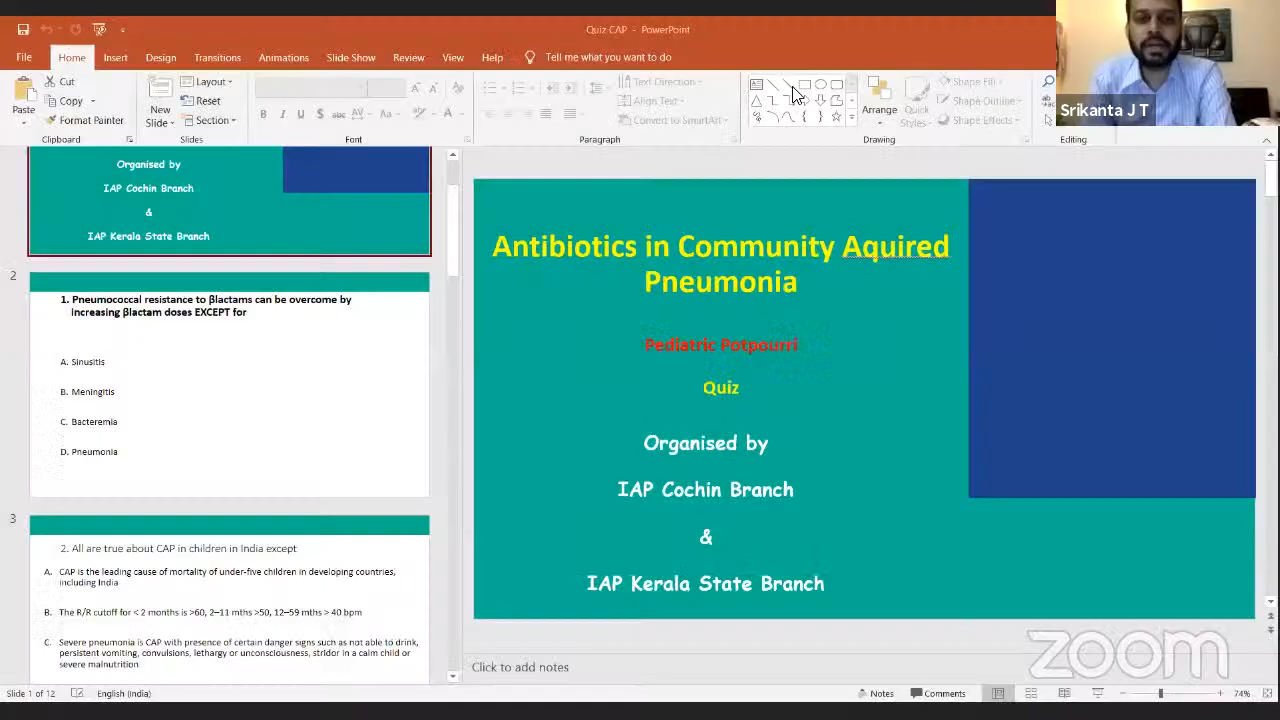 Quiz CAP - PowerPoint
File Home Insert Design Transitions Animations Slide Show Review View Help Tell me what you want to do
Srikanta J T
Cut
Copy
Paste
Clipboard
New Slide
Layout
Reset
Section
Slides
Font
Text Direction
Align Text
Convert to SmartArt
Paragraph
Arrange
Quick Styles
Shape Fill
Shape Effects
Drawing
Editing
Organised by
IAP Cochin Branch
&
IAP Kerala State Branch
2
1. Pneumococcal resistance to βlactams can be overcome by
increasing βlactam doses EXCEPT for
A. Sinusitis
B. Meningitis
C. Bacteremia
D. Pneumonia
3
2. All are true about CAP in children in India except
A. CAP is the leading cause of mortality of under-five children in developing countries,
including India
B. The R/R cutoff for < 2 months is >60, 2–11 mths >50, 12–59 mths > 40 bpm
C. Severe pneumonia is CAP with presence of certain danger signs such as not able to drink,
persistent vomiting, convulsions, lethargy or unconsciousness, stridor in a calm child or
severe malnutrition
Antibiotics in Community Aquired
Pneumonia
Pediatric Potpourri
Quiz
Organised by
IAP Cochin Branch
&
IAP Kerala State Branch
zoom
Click to add notes
Slide 1 of 12 English (India) Notes Comments 74%